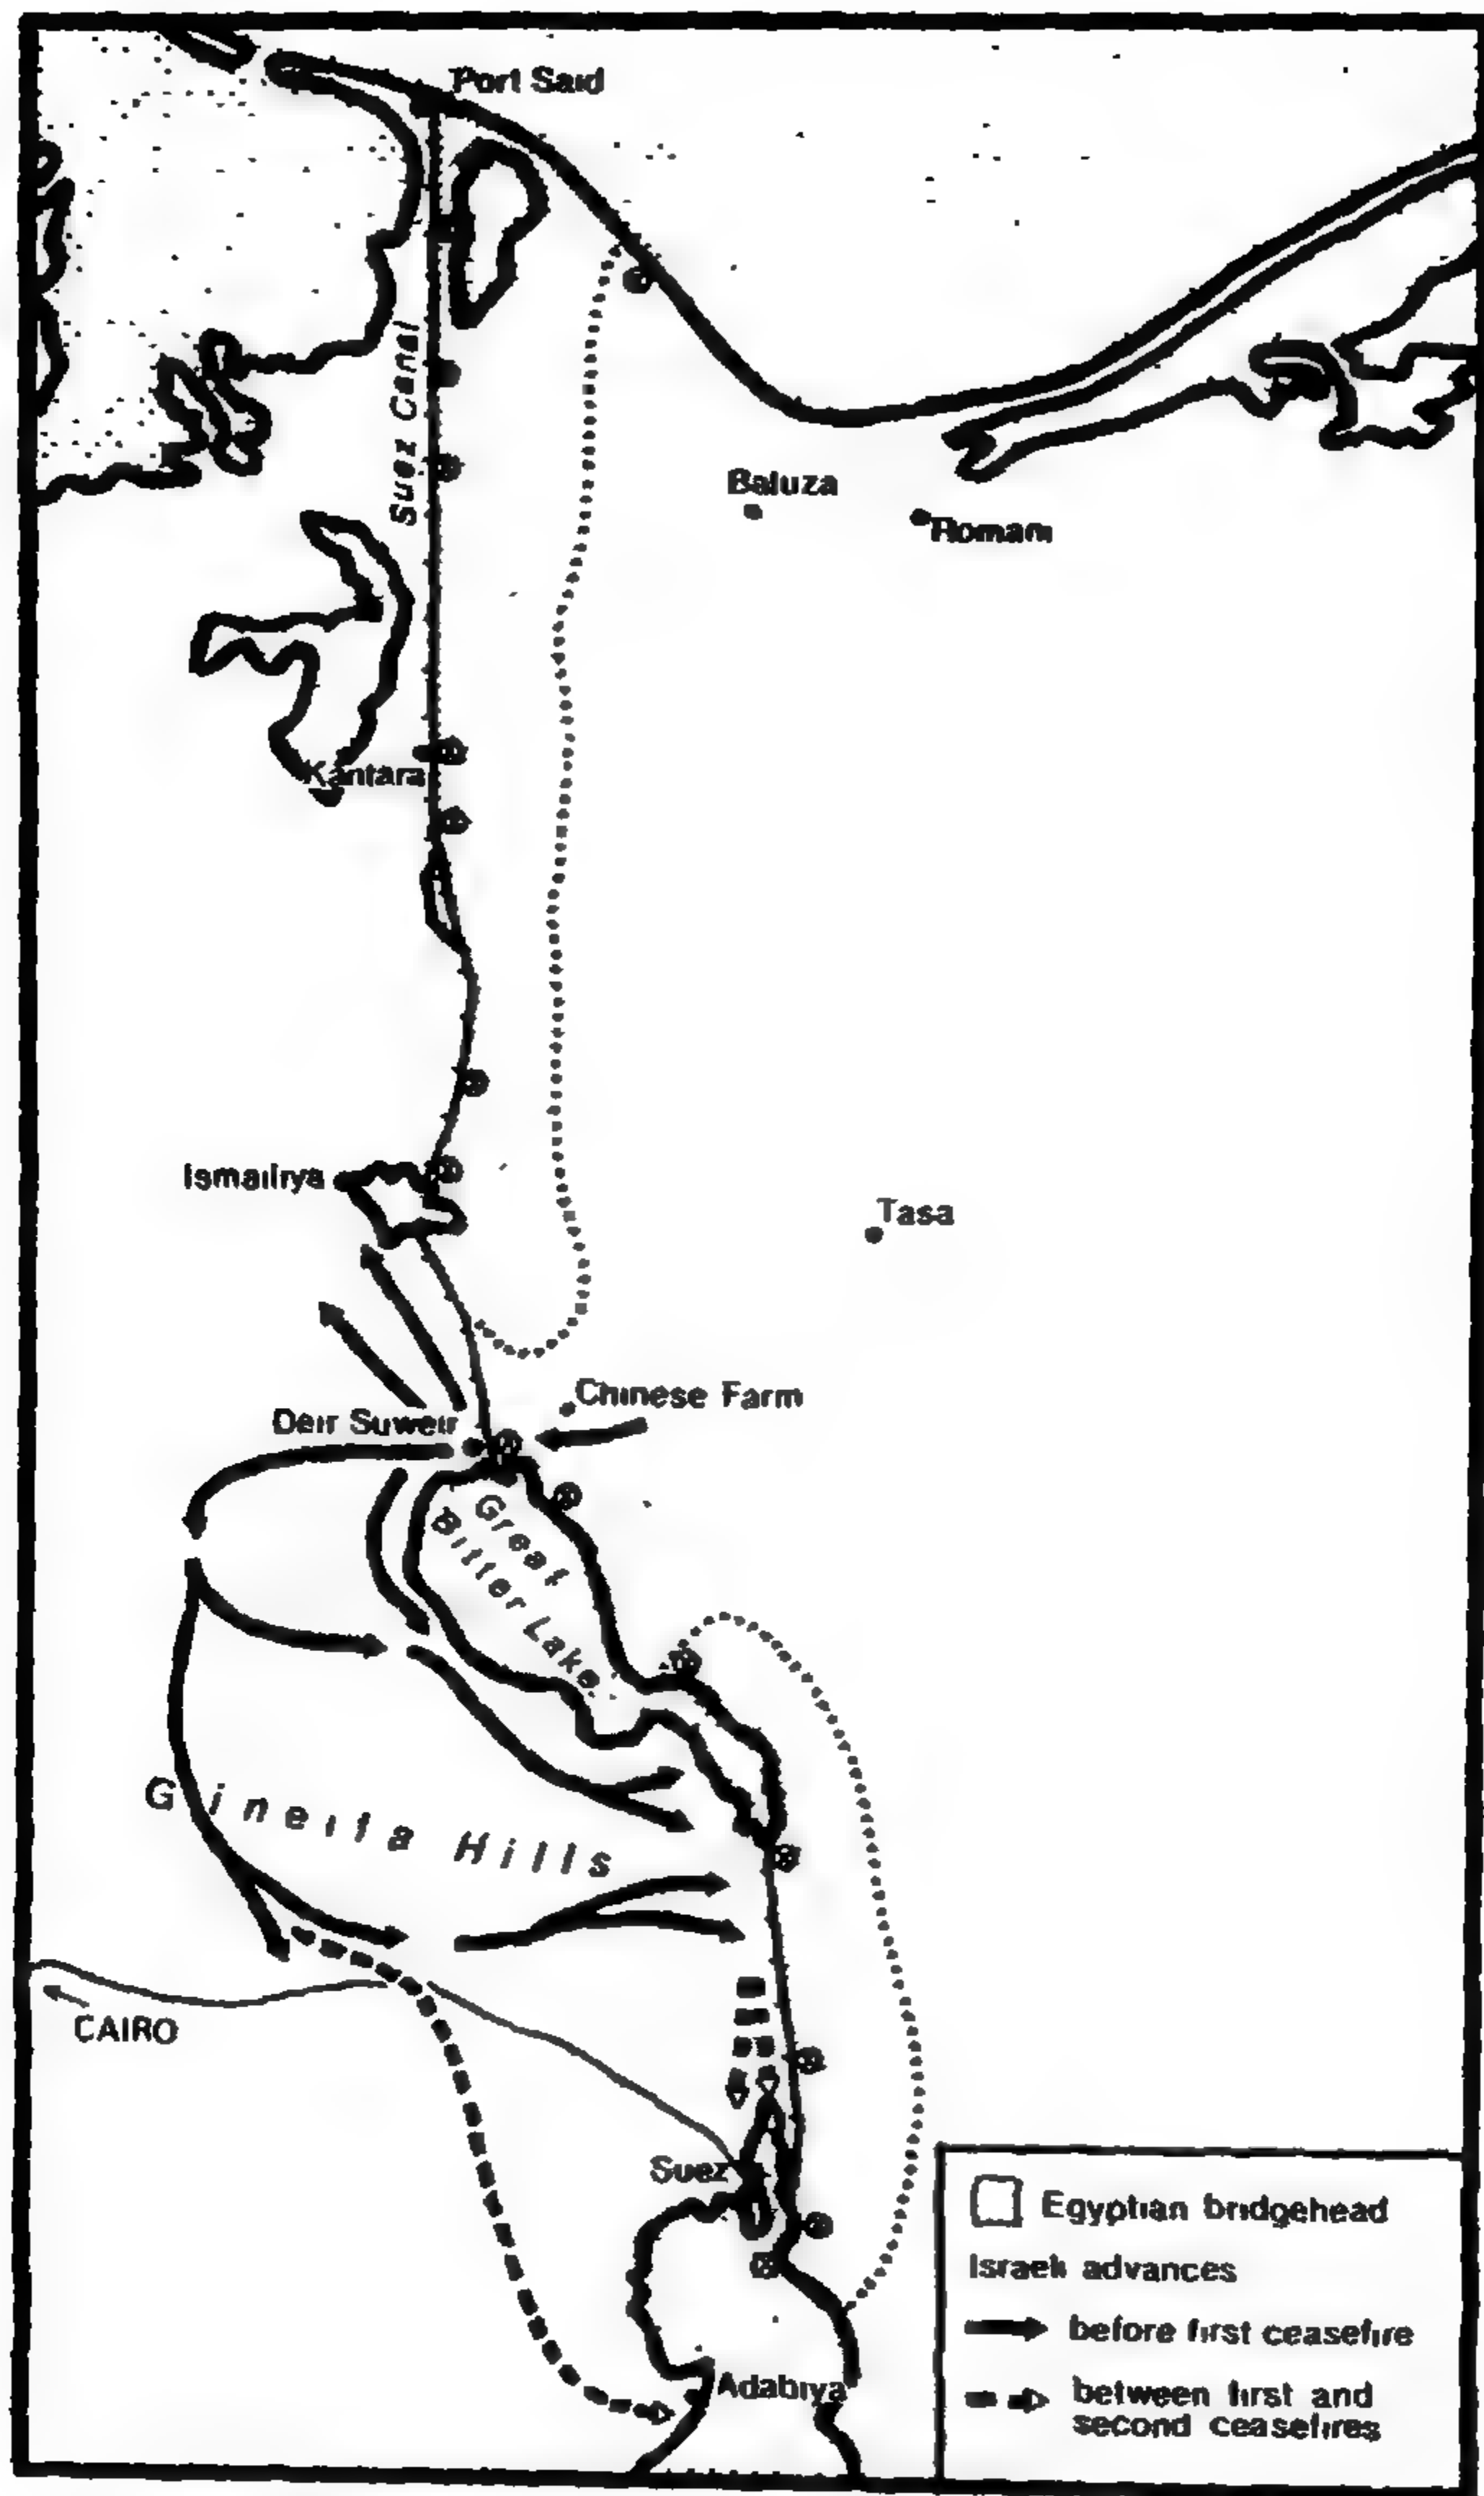 Port Said
Suez Canal
Baluza
Romani
Kantara
Ismailiya
Tasa
Chinese Farm
Deir Suweir
Great
Bitter Lake
Gineifa Hills
CAIRO
Suez
Adabiya
Egyptian bridgehead
Israeli advances
before first ceasefire
between first and
second ceasefires